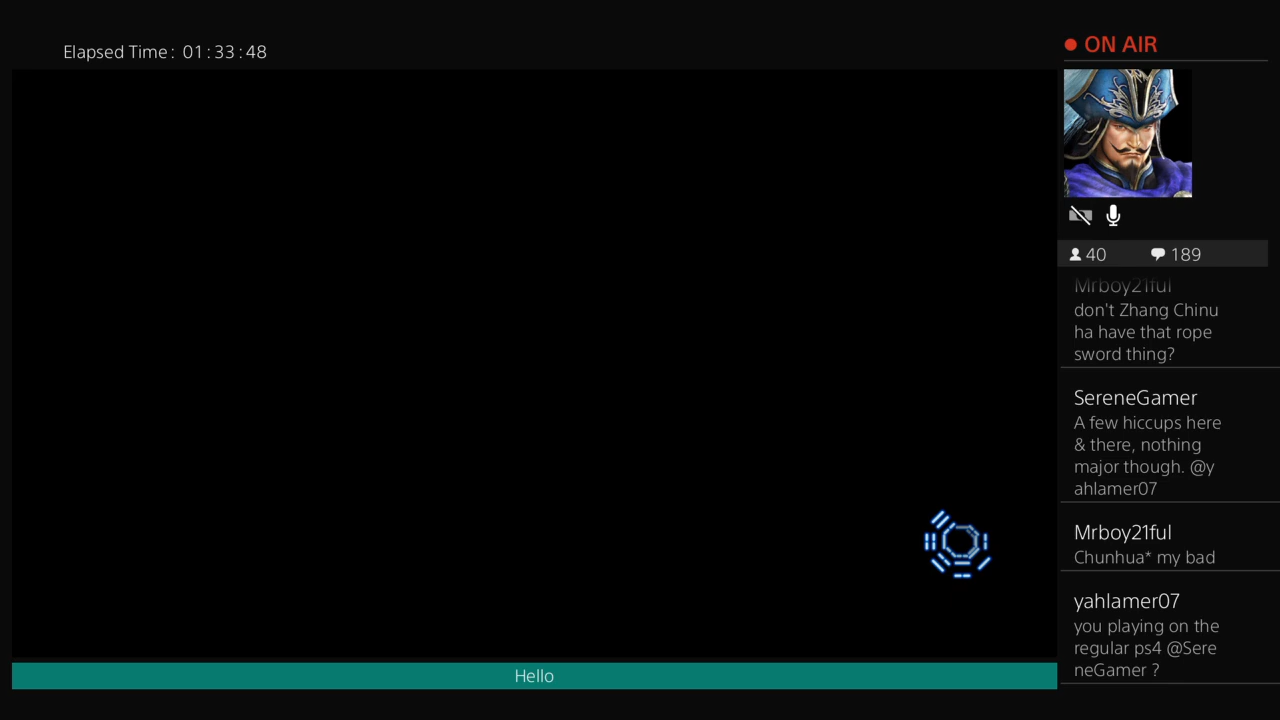 Elapsed Time: 01:33:48
ON AIR
40 189
Mrboy21ful
don't Zhang Chinu
ha have that rope
sword thing?
SereneGamer
A few hiccups here
& there, nothing
major though. @y
ahlamer07
Mrboy21ful
Chunhua* my bad
yahlamer07
you playing on the
regular ps4 @Sere
neGamer ?
Hello